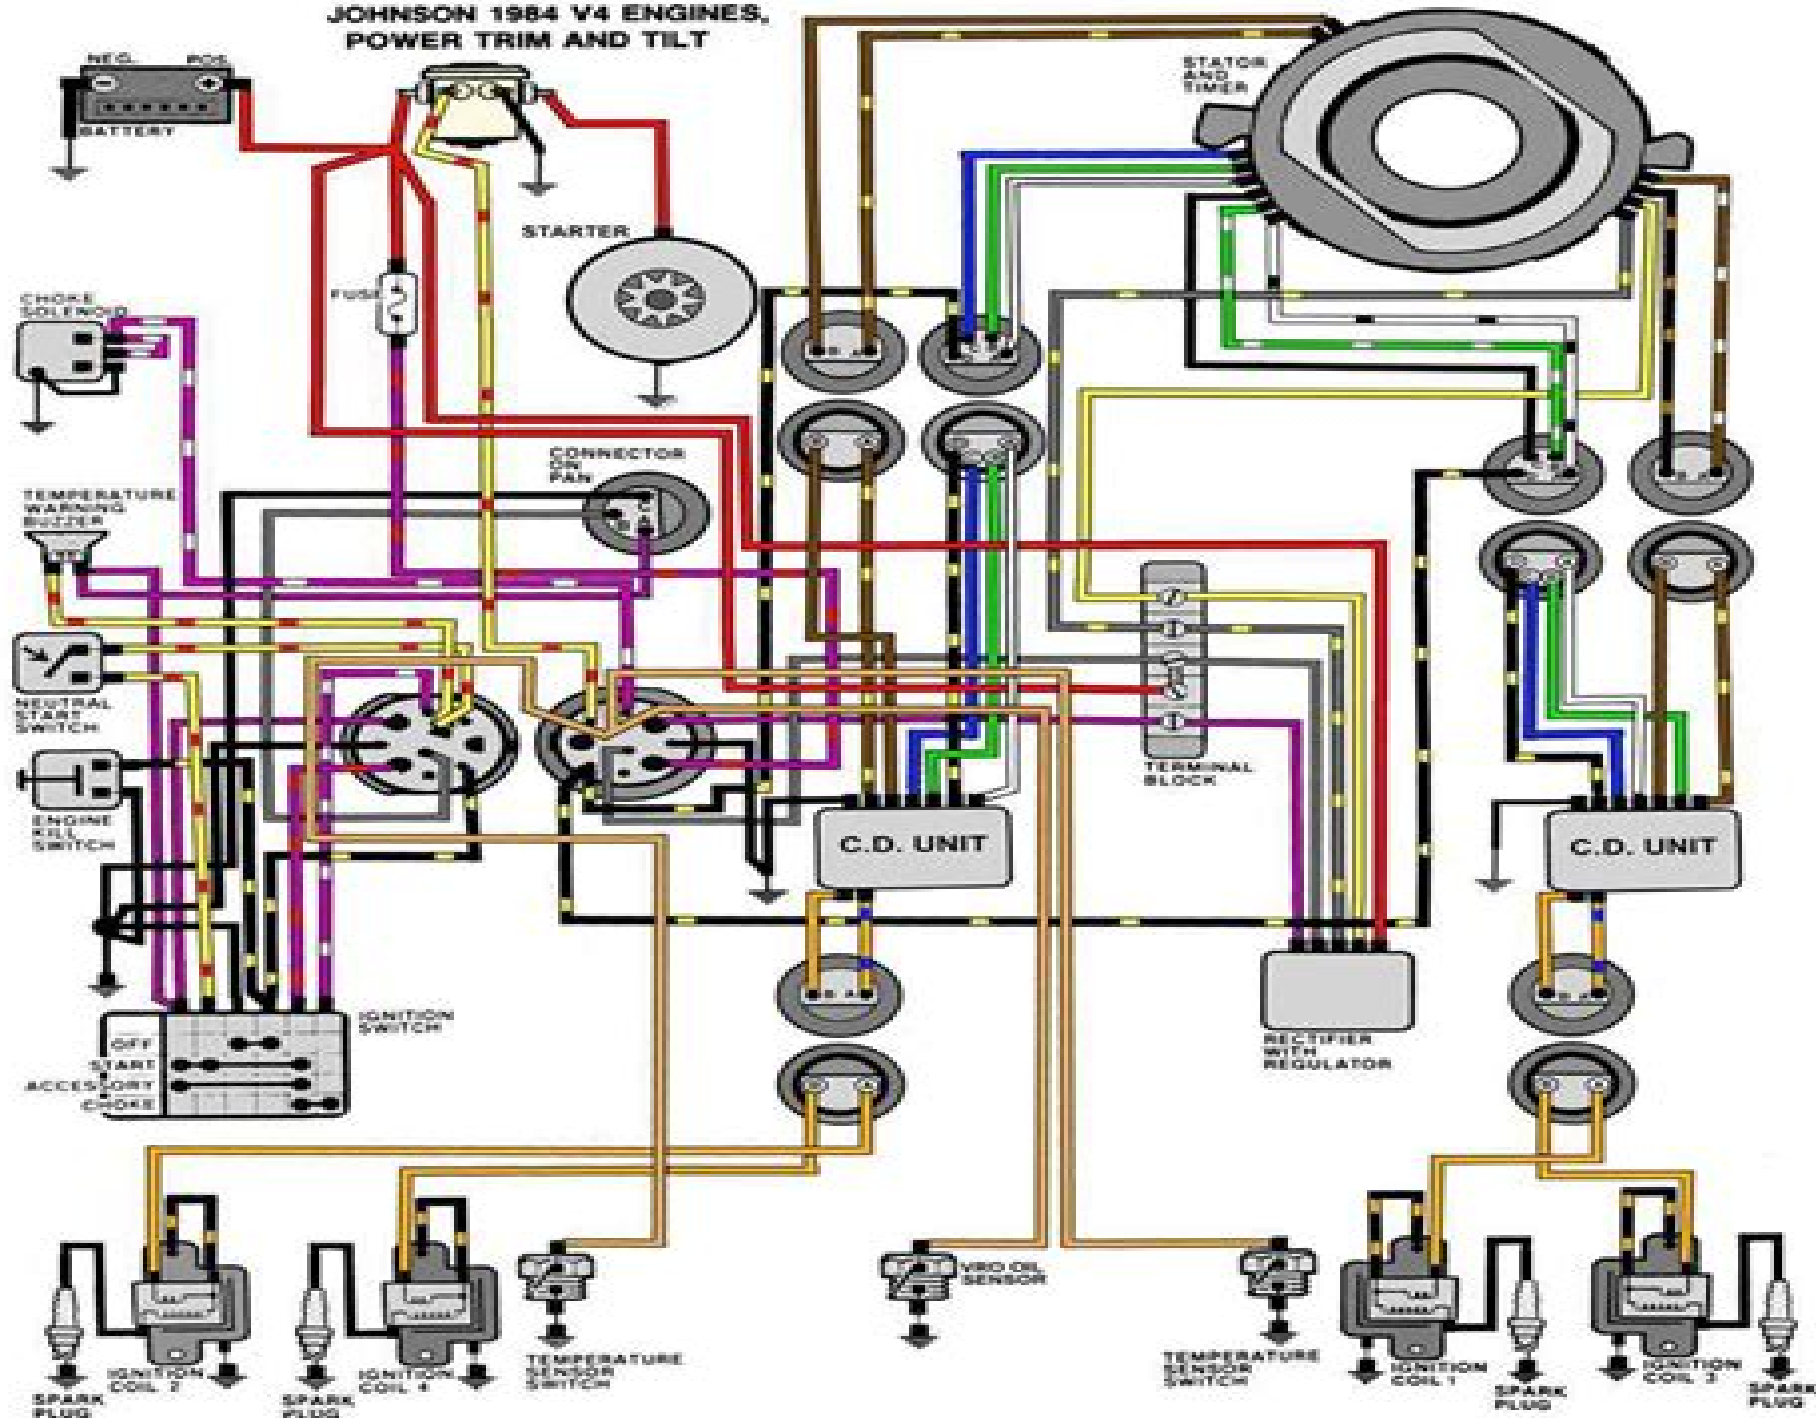 JOHNSON 1984 V4 ENGINES,
POWER TRIM AND TILT
NEG. POS.
BATTERY
STATOR
AND
TIMER
STARTER
FUSE
CHOKE
SOLENOID
CONNECTOR
ON
PAN
TEMPERATURE
WARNING
BUZZER
NEUTRAL
START
SWITCH
ENGINE
KILL
SWITCH
TERMINAL
BLOCK
C.D. UNIT
C.D. UNIT
IGNITION
SWITCH
OFF
START
ACCESSORY
CHOKE
B A
RECTIFIER
WITH
REGULATOR
VRO OIL
SENSOR
IGNITION
COIL 2
SPARK
PLUG
IGNITION
COIL 4
SPARK
PLUG
TEMPERATURE
SENSOR
SWITCH
TEMPERATURE
SENSOR
SWITCH
IGNITION
COIL 1
SPARK
PLUG
IGNITION
COIL 3
SPARK
PLUG